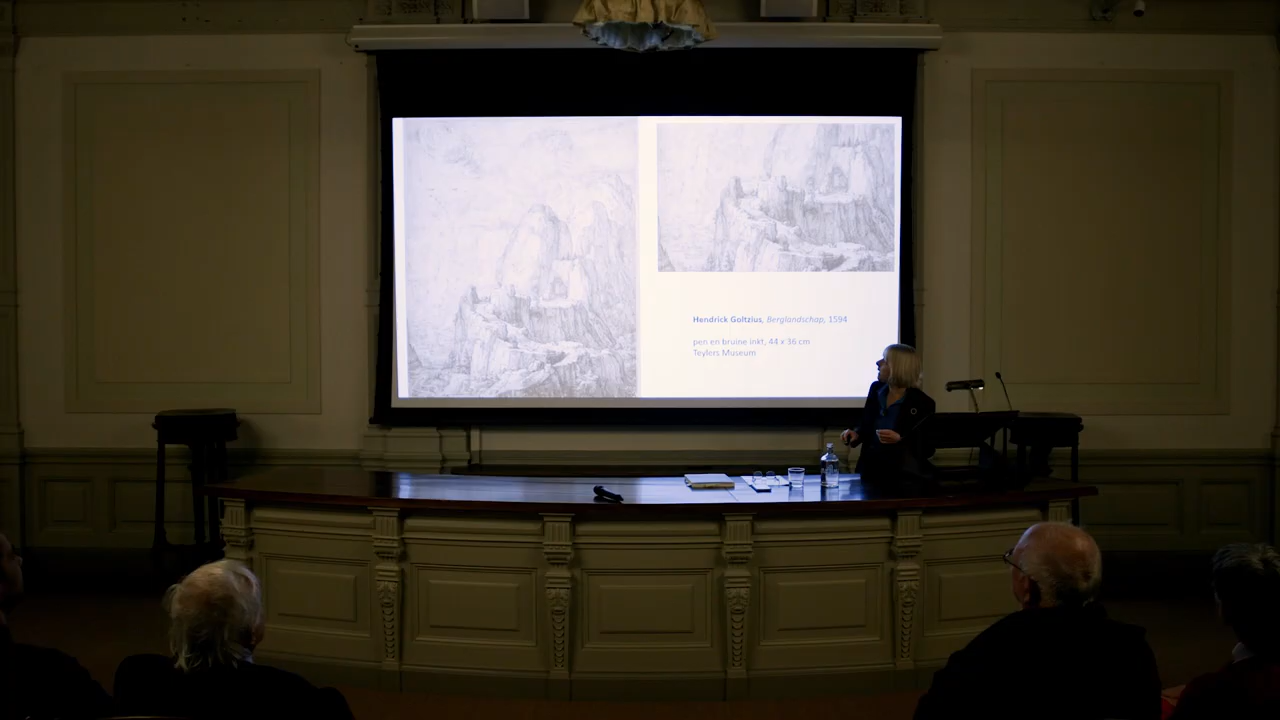 Hendrick Goltzius, Berglandschap, 1594
pen en bruine inkt, 44 x 36 cm
Teylers Museum